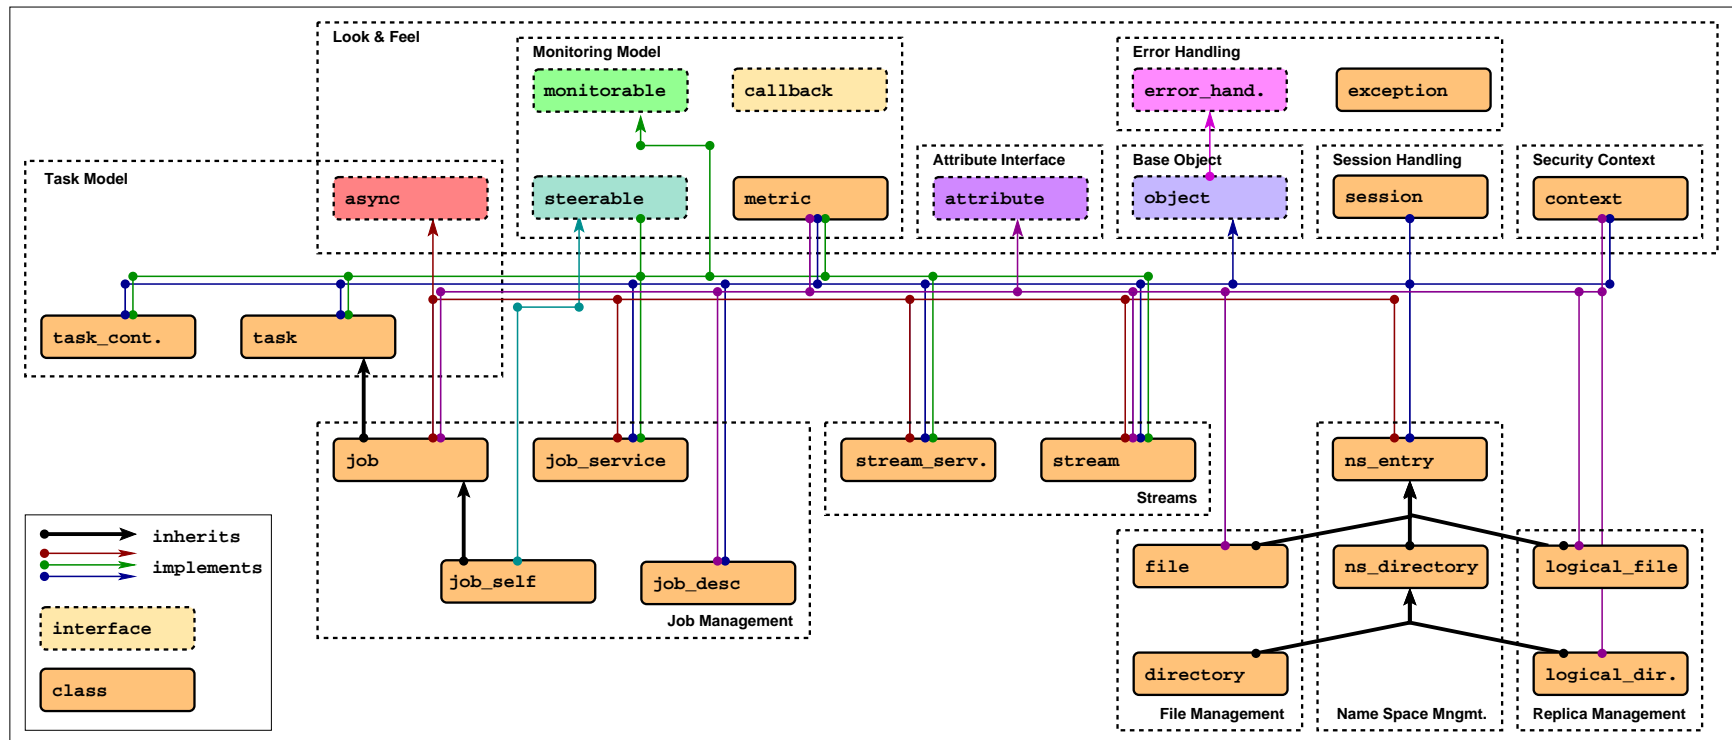 Look & Feel
Monitoring Model
Error Handling
monitorable
callback
error_hand.
exception
Task Model
Attribute Interface
Base Object
Session Handling
Security Context
async
steerable
metric
attribute
object
session
context
task_cont.
task
job
job_service
stream_serv.
stream
ns_entry
Streams
inherits
implements
job_self
job_desc
file
ns_directory
logical_file
Job Management
interface
class
directory
logical_dir.
File Management
Name Space Mngmt.
Replica Management